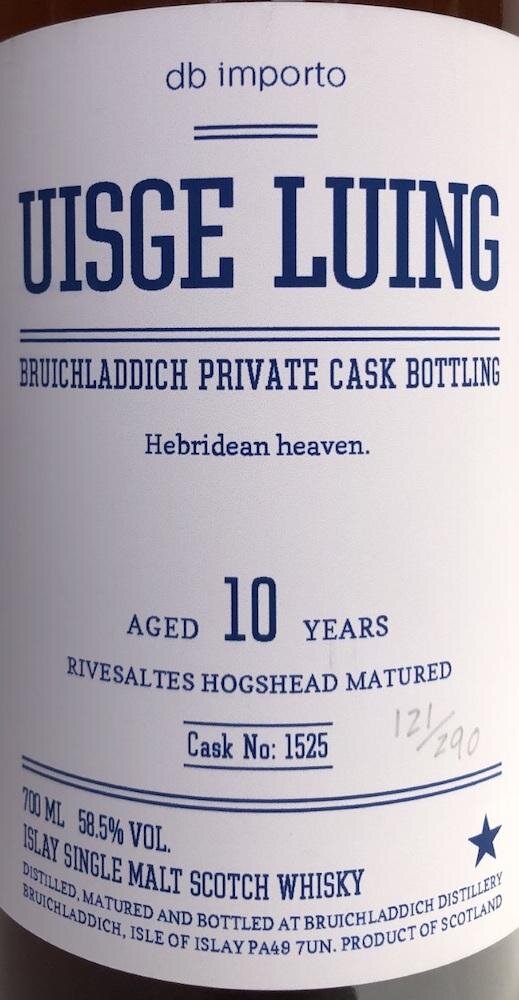 db importo
UISGE LUING
BRUICHLADDICH PRIVATE CASK BOTTLING
Hebridean heaven.
AGED 10 YEARS
RIVESALTES HOGSHEAD MATURED
Cask No: 1525
121/290
700 ML 58.5% VOL.
ISLAY SINGLE MALT SCOTCH WHISKY
DISTILLED, MATURED AND BOTTLED AT BRUICHLADDICH DISTILLERY
BRUICHLADDICH, ISLE OF ISLAY PA49 7UN. PRODUCT OF SCOTLAND